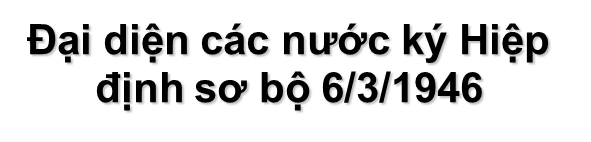 Đại diện các nước ký Hiệp
định sơ bộ 6/3/1946